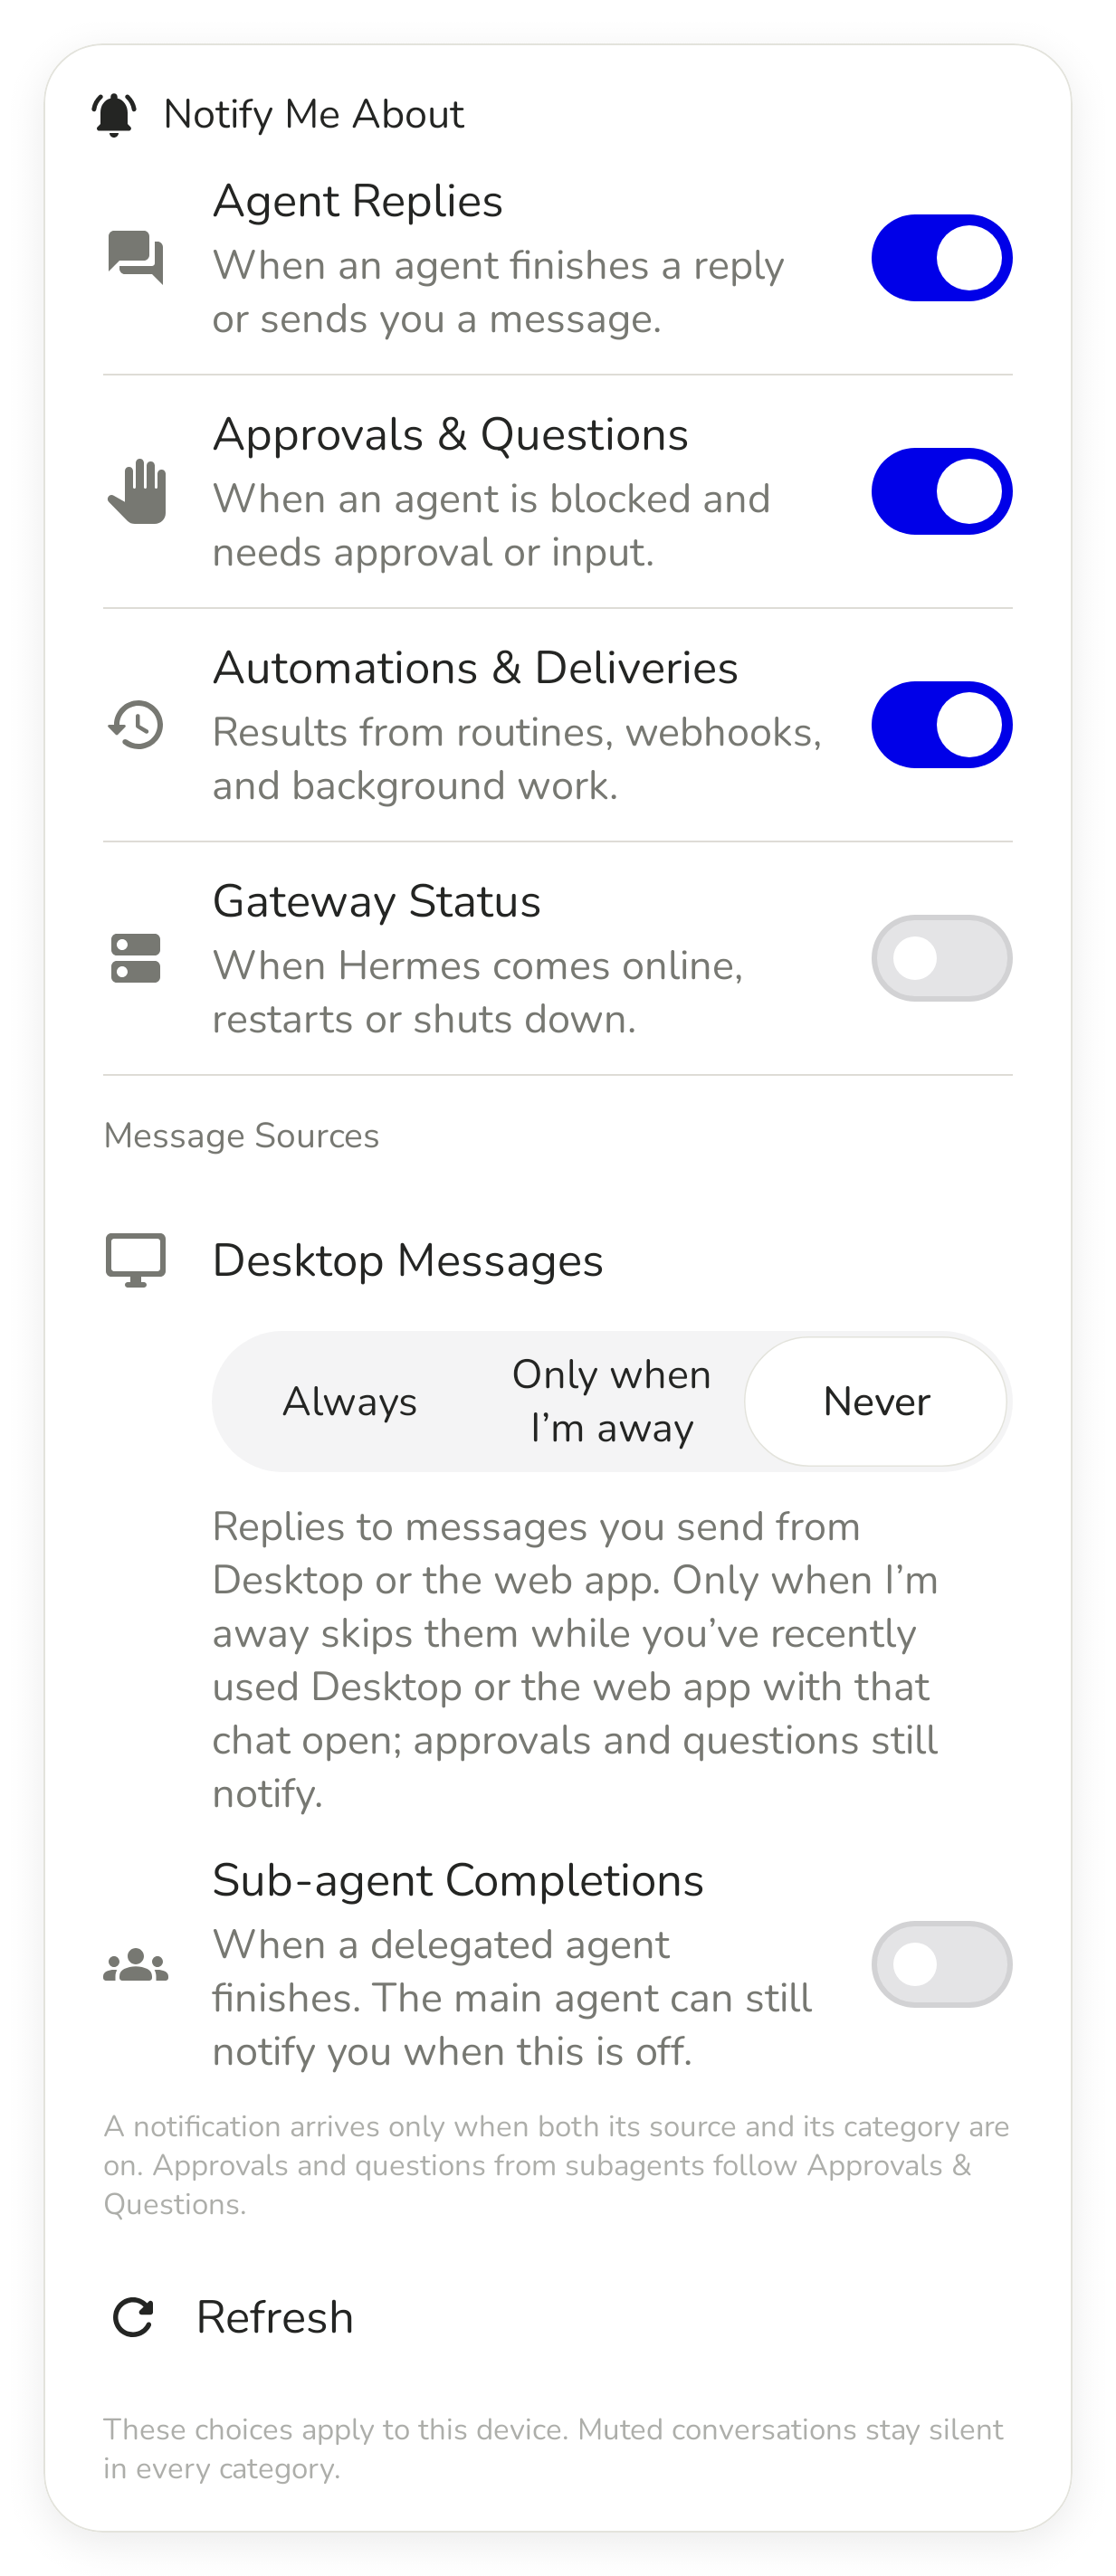 Notify Me About
Agent Replies
When an agent finishes a reply
or sends you a message.
Approvals & Questions
When an agent is blocked and
needs approval or input.
Automations & Deliveries
Results from routines, webhooks,
and background work.
Gateway Status
When Hermes comes online,
restarts or shuts down.
Message Sources
Desktop Messages
Always
Only when
I’m away
Never
Replies to messages you send from
Desktop or the web app. Only when I’m
away skips them while you’ve recently
used Desktop or the web app with that
chat open; approvals and questions still
notify.
Sub-agent Completions
When a delegated agent
finishes. The main agent can still
notify you when this is off.
A notification arrives only when both its source and its category are
on. Approvals and questions from subagents follow Approvals &
Questions.
Refresh
These choices apply to this device. Muted conversations stay silent
in every category.